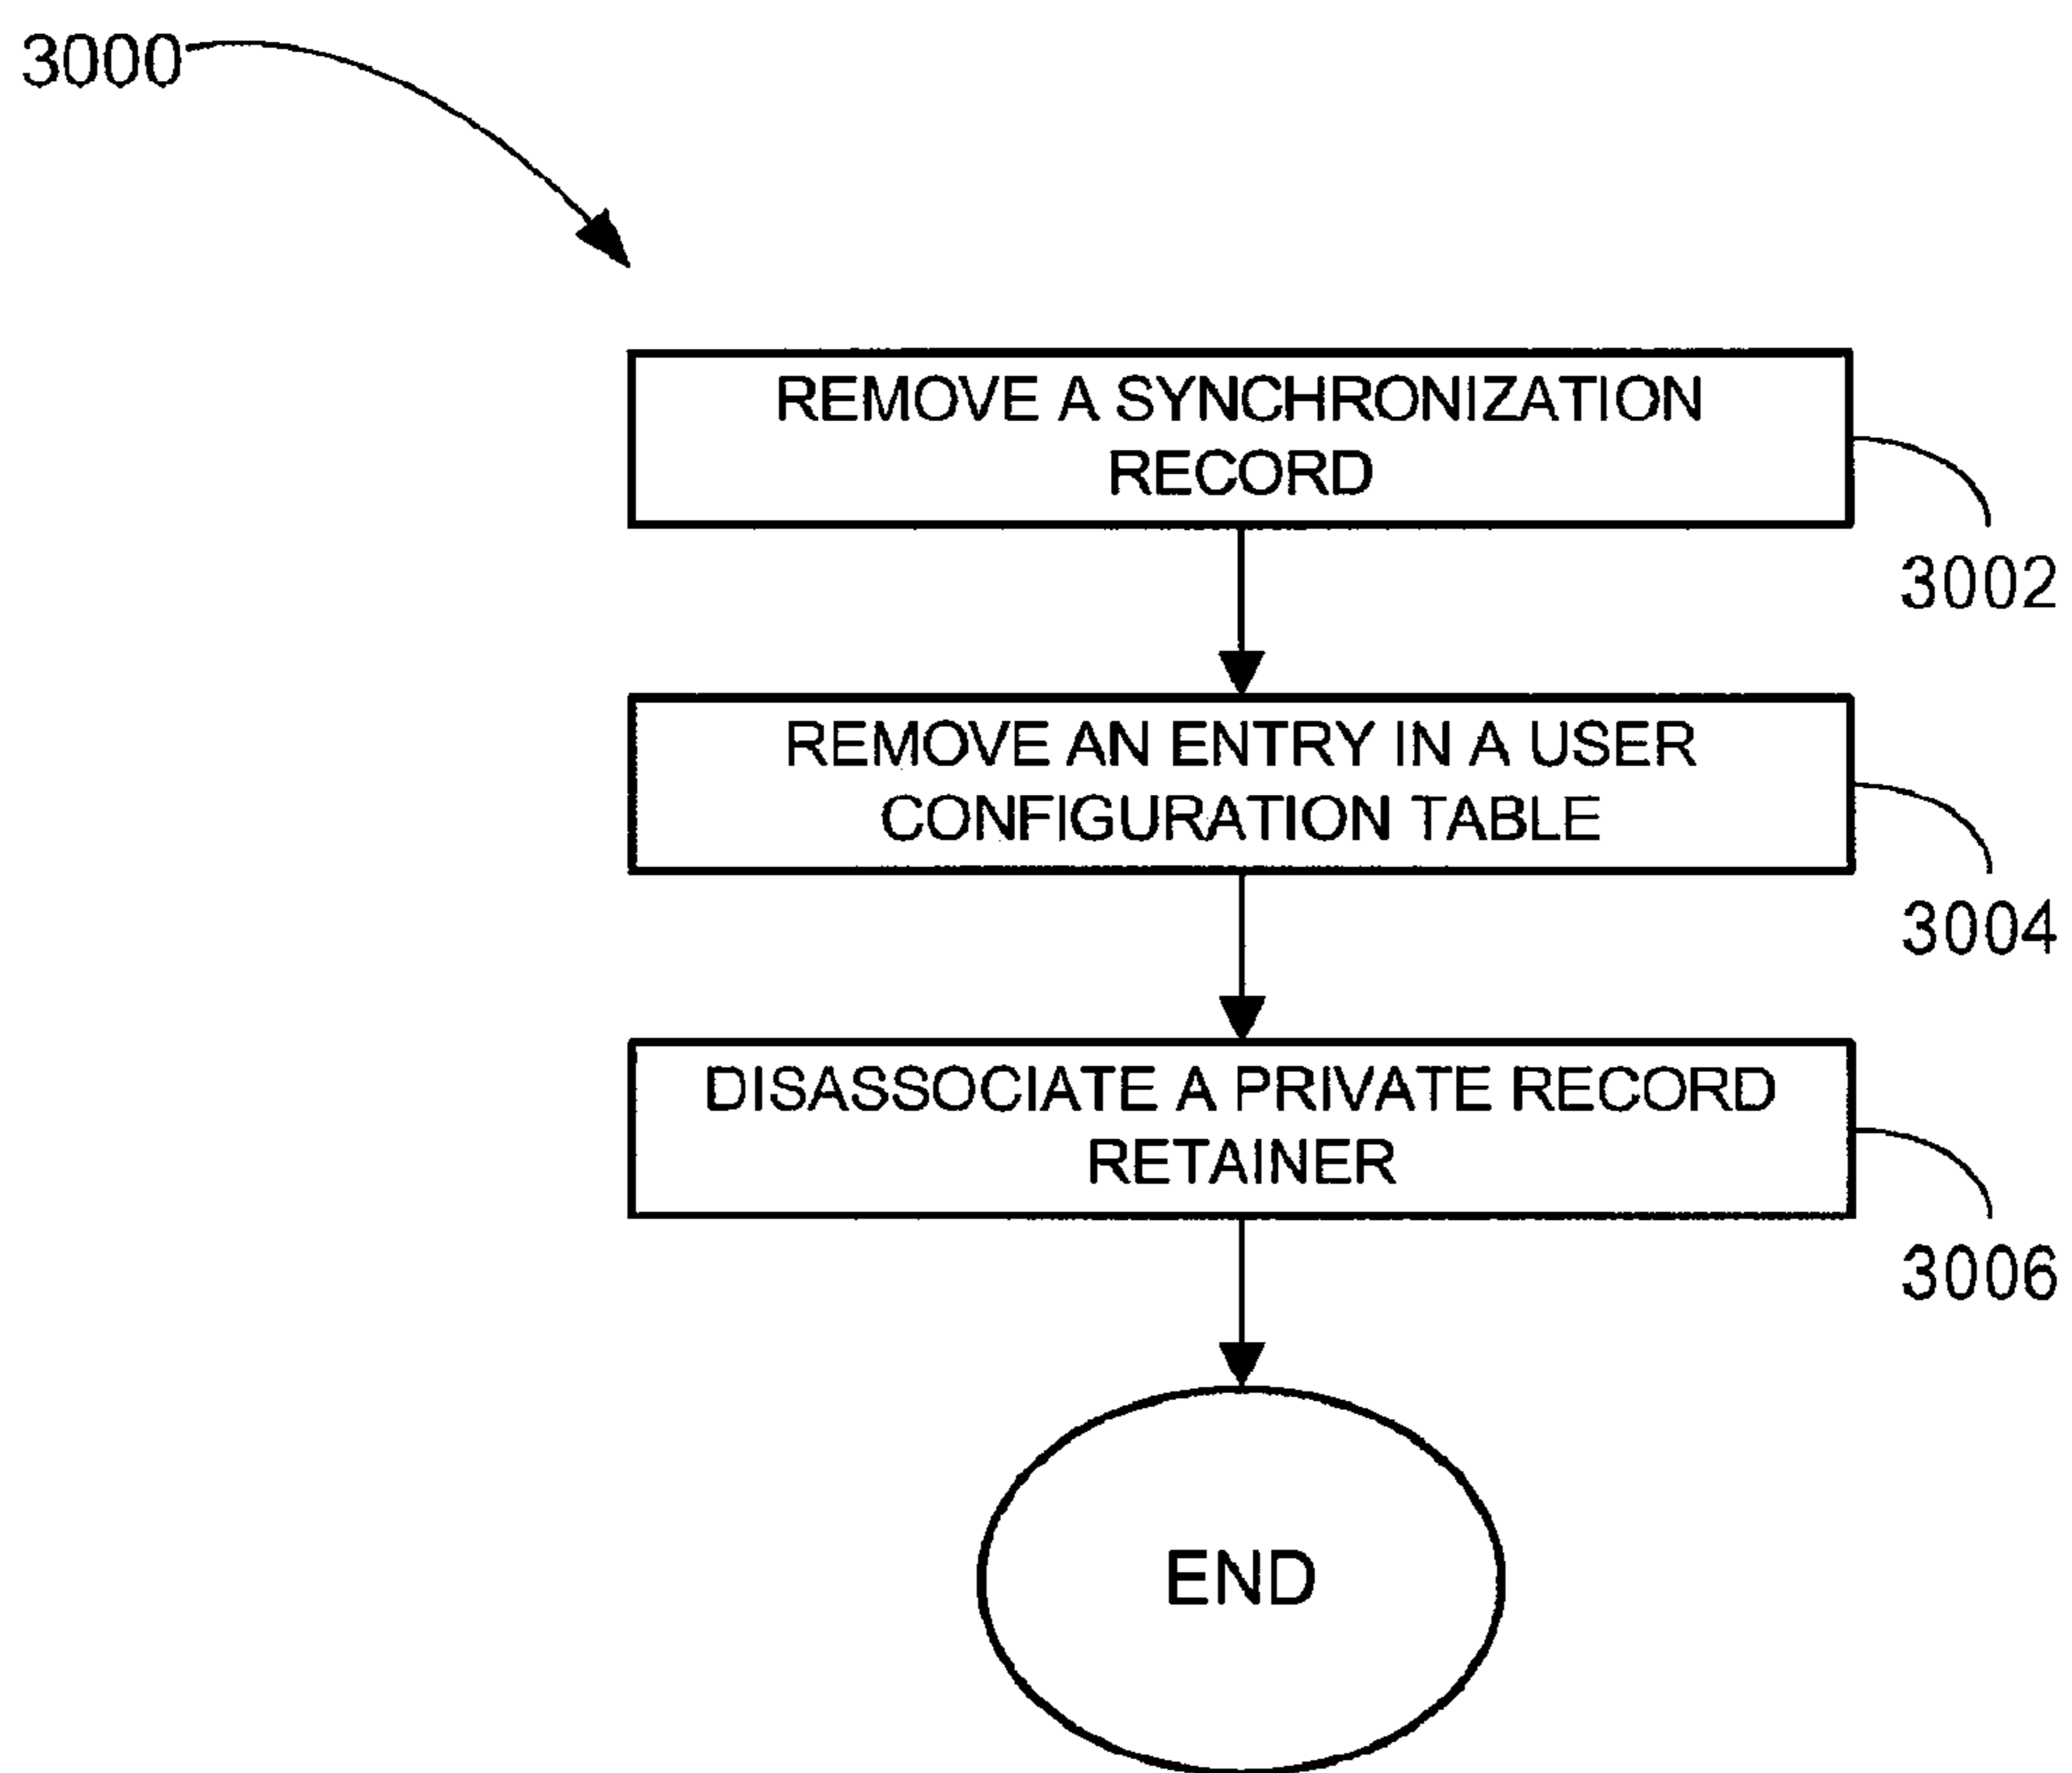 3000
REMOVE A SYNCHRONIZATION
RECORD
3002
REMOVE AN ENTRY IN A USER
CONFIGURATION TABLE
3004
DISASSOCIATE A PRIVATE RECORD
RETAINER
3006
END